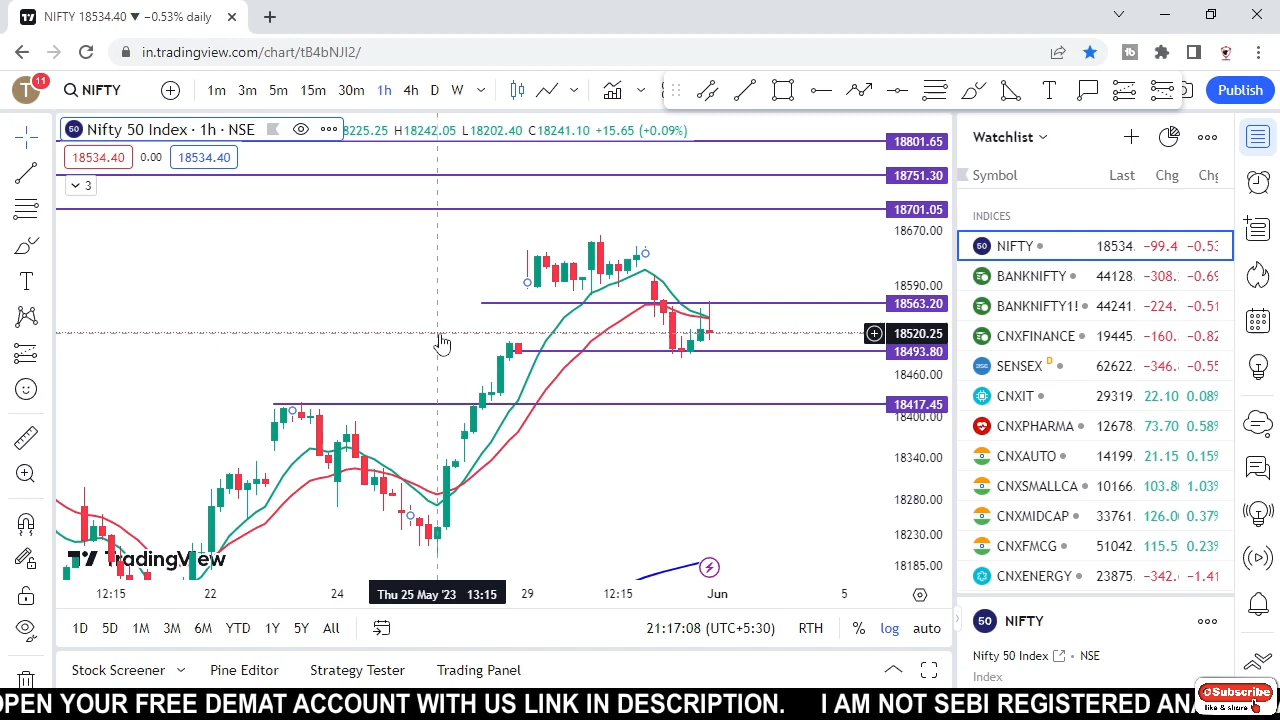 NIFTY 18534.40 ▼ −0.53% daily
in.tradingview.com/chart/tB4bNJI2/
T 11 NIFTY 1m 3m 5m 15m 30m 1h 4h D W Publish
50 Nifty 50 Index · 1h · NSE 8225.25 H18242.05 L18202.40 C18241.10 +15.65 (+0.09%)
18534.40 0.00 18534.40
3
18801.65
18751.30
18701.05
18670.00
18590.00
18563.20
18520.25
18493.80
18460.00
18417.45
18400.00
18340.00
18280.00
18230.00
18185.00
TradingView
12:15 22 24 Thu 25 May '23 13:15 29 12:15 Jun 5
1D 5D 1M 3M 6M YTD 1Y 5Y All 21:17:08 (UTC+5:30) RTH % log auto
Stock Screener Pine Editor Strategy Tester Trading Panel
Watchlist
Symbol Last Chg Chg
INDICES
50 NIFTY 18534. −99.4 −0.53
BANKNIFTY 44128. −308. −0.69
BANKNIFTY1! 44241. −224. −0.51
CNXFINANCE 19445. −160. −0.82
SENSEX D 62622. −346. −0.55
CNXIT 29319. 22.10 0.08%
CNXPHARMA 12678. 73.70 0.58%
CNXAUTO 14199. 21.15 0.15%
CNXSMALLCA 10166. 103.8 1.03%
CNXMIDCAP 33761. 126.0 0.37%
CNXFMCG 51042. 115.5 0.23%
CNXENERGY 23875. −342. −1.41
50 NIFTY
Nifty 50 Index · NSE
Index
OPEN YOUR FREE DEMAT ACCOUNT WITH US LINK IN DESCRIPTION. I AM NOT SEBI REGISTERED ANA
Subscribe
like & share